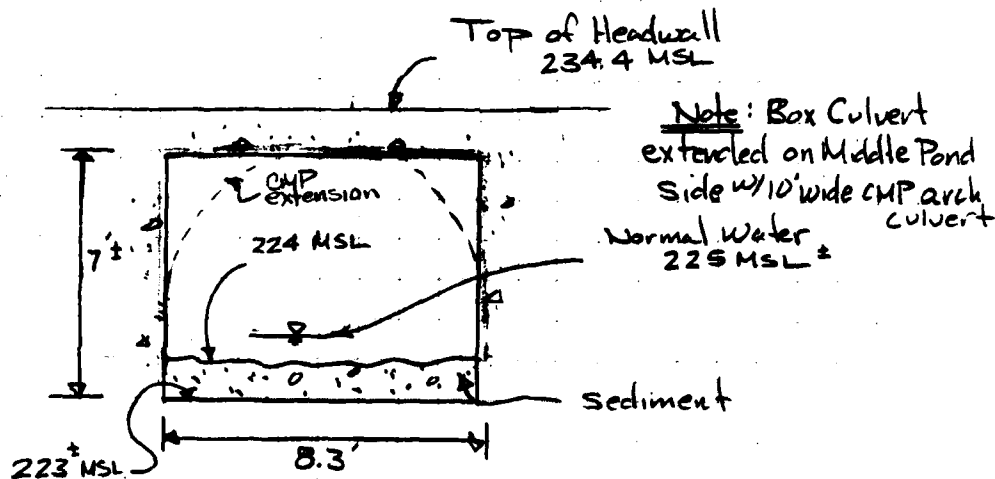 Top of Headwall
234.4 MSL
Note: Box Culvert
extended on Middle Pond
Side w/10' wide CMP arch
culvert
CMP
extension
224 MSL
Normal Water
225 MSL ±
7'±
Sediment
8.3'
223± MSL